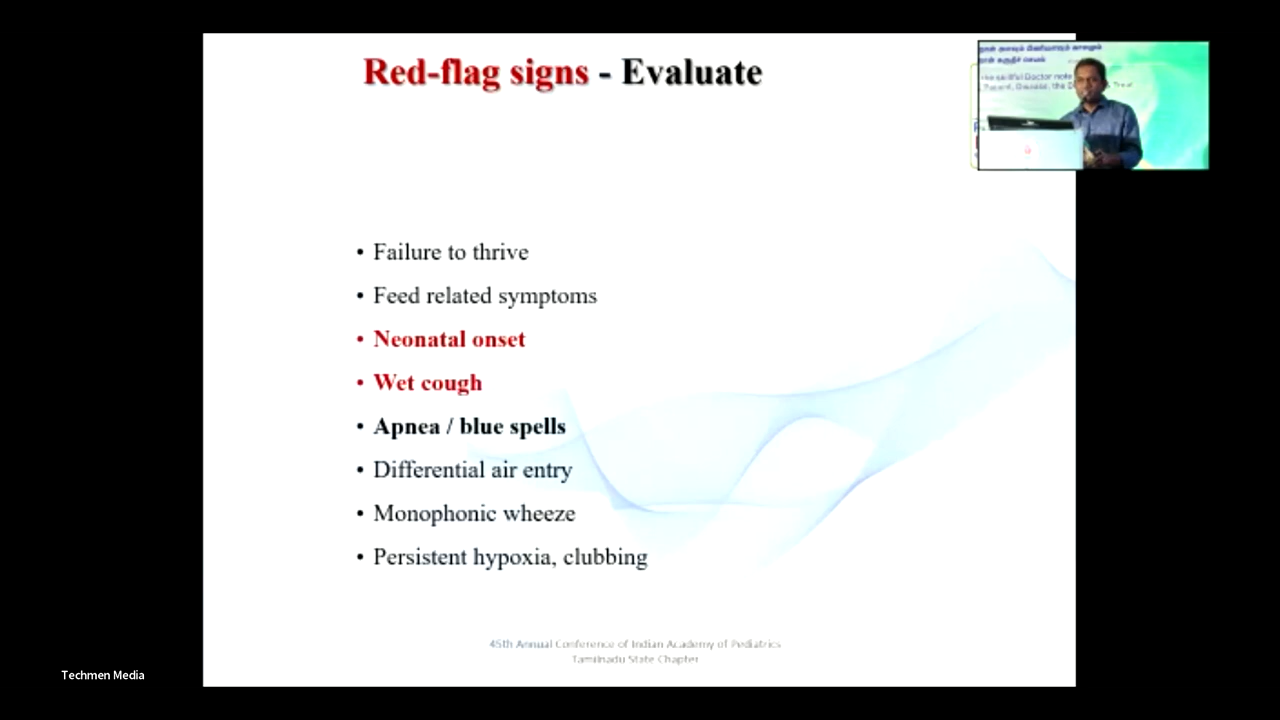 Red-flag signs - Evaluate
• Failure to thrive
• Feed related symptoms
• Neonatal onset
• Wet cough
• Apnea / blue spells
• Differential air entry
• Monophonic wheeze
• Persistent hypoxia, clubbing
45th Annual Conference of Indian Academy of Pediatrics
Tamilnadu State Chapter
Techmen Media